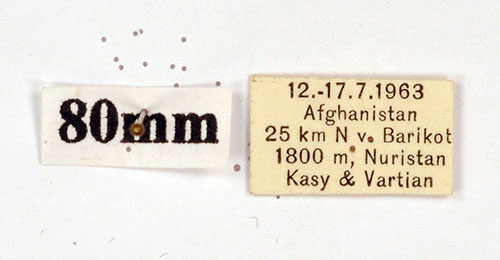 80mm
12.-17.7.1963
Afghanistan
25 km N v. Barikot
1800 m, Nuristan
Kasy & Vartian